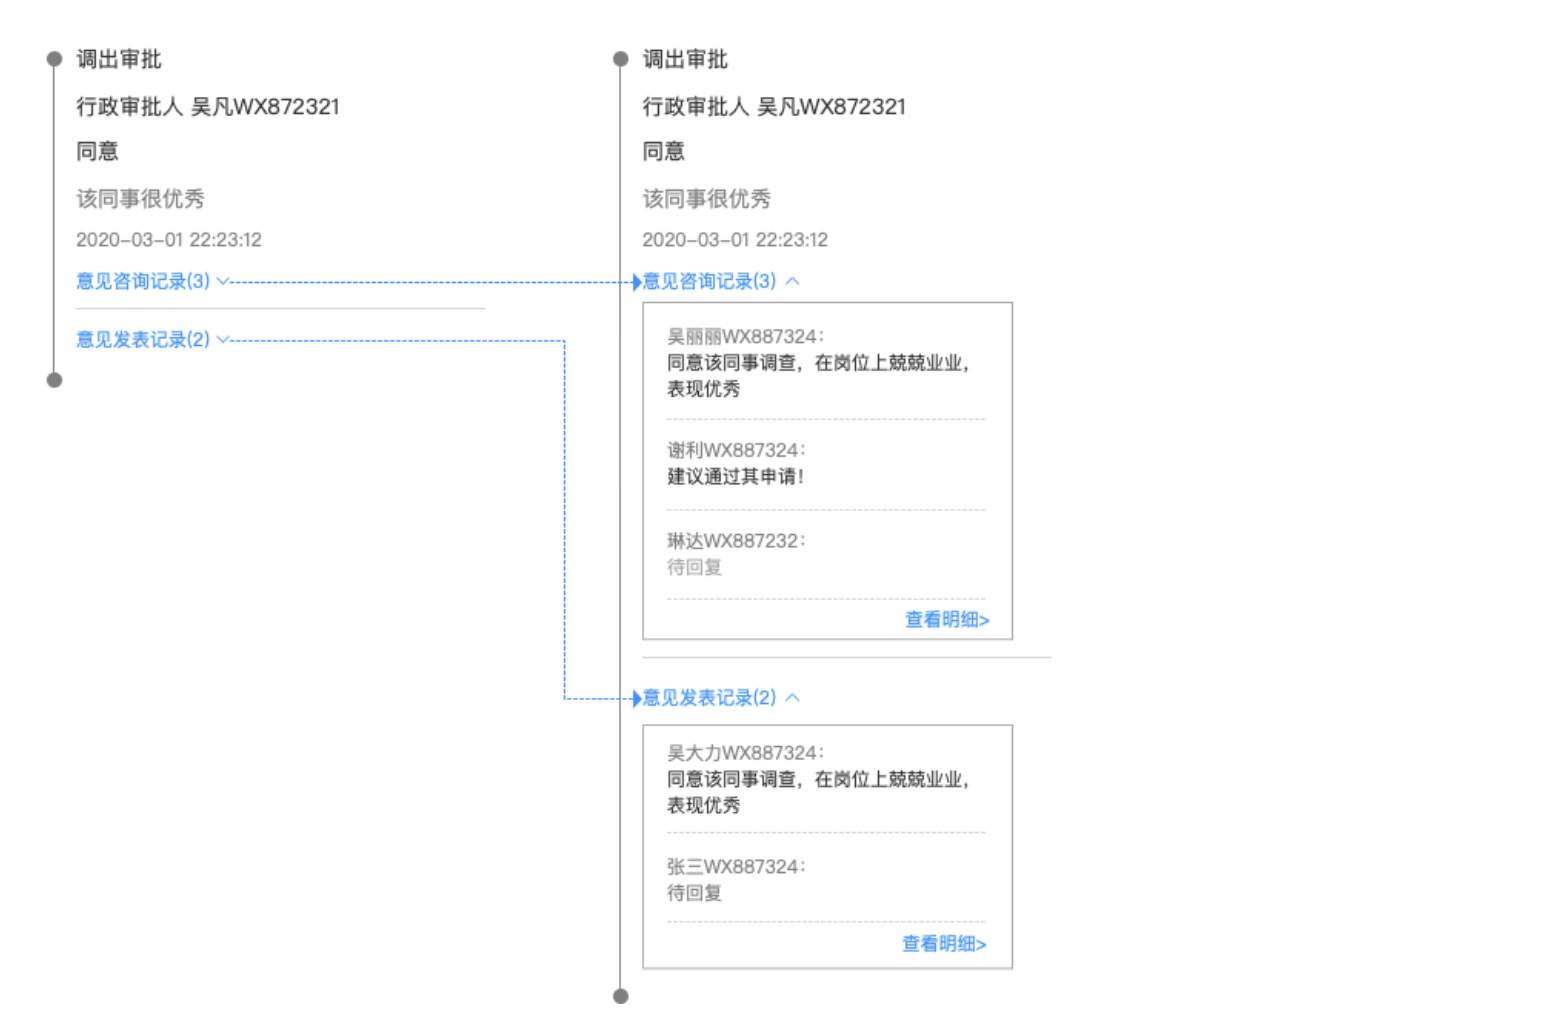 调出审批
行政审批人 吴凡WX872321
同意
该同事很优秀
2020-03-01 22:23:12
意见咨询记录(3)
意见发表记录(2)
调出审批
行政审批人 吴凡WX872321
同意
该同事很优秀
2020-03-01 22:23:12
意见咨询记录(3)
吴丽丽WX887324：
同意该同事调查，在岗位上兢兢业业，
表现优秀
谢利WX887324：
建议通过其申请！
琳达WX887232：
待回复
查看明细>
意见发表记录(2)
吴大力WX887324：
同意该同事调查，在岗位上兢兢业业，
表现优秀
张三WX887324：
待回复
查看明细>